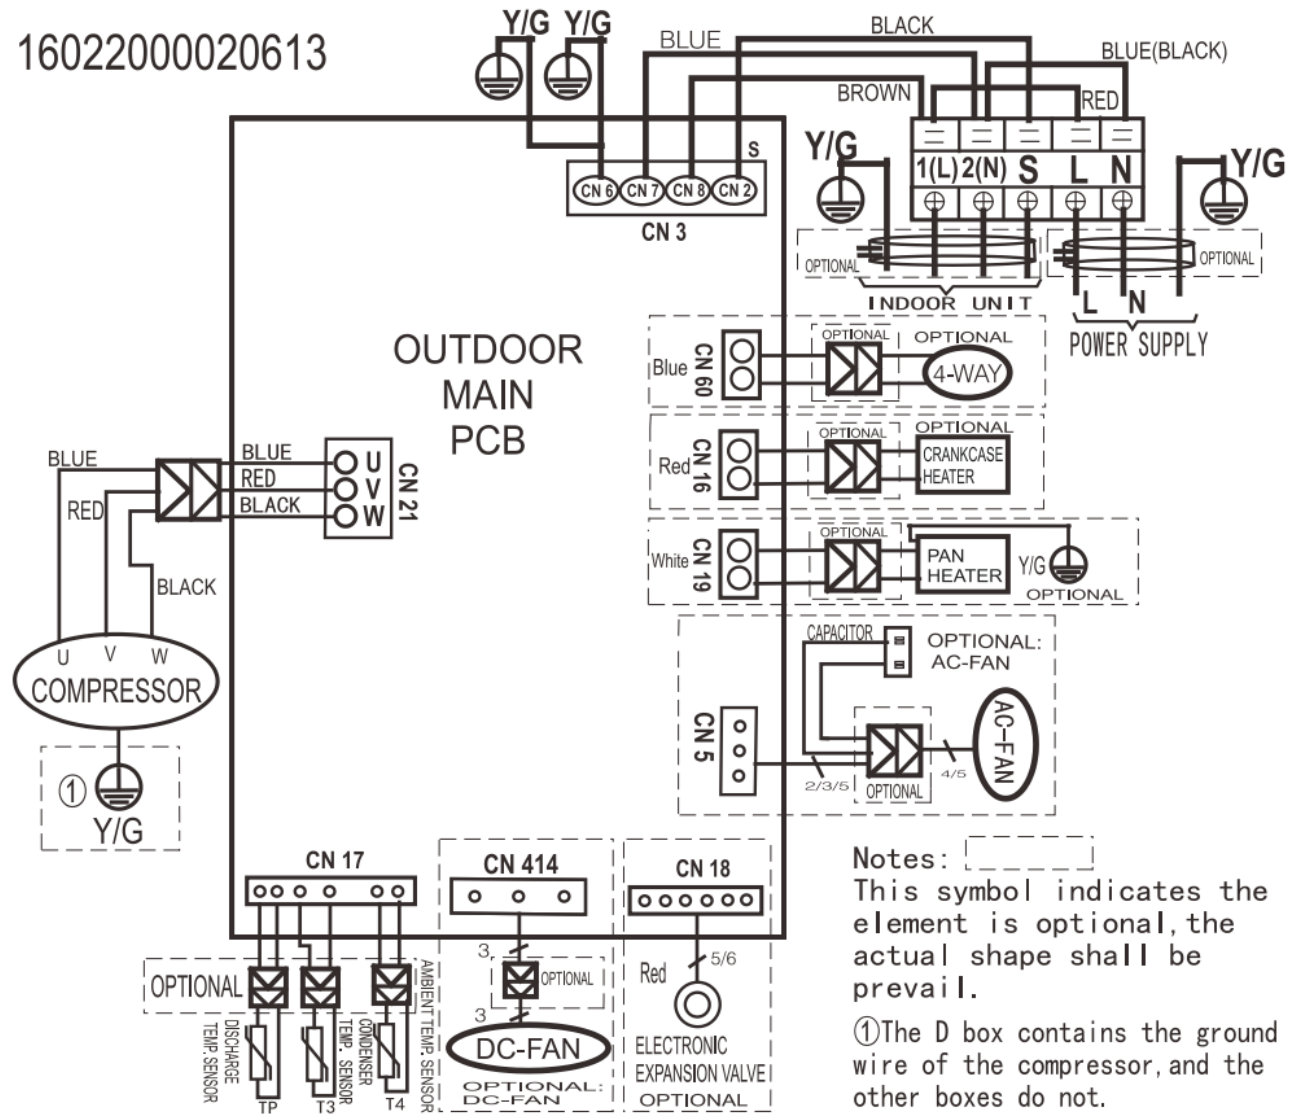 16022000020613
Y/G Y/G
BLUE
BLACK
BLUE(BLACK)
BROWN
RED
Y/G
1(L) 2(N) S L N
Y/G
S
CN 6 CN 7 CN 8 CN 2
CN 3
OPTIONAL
OPTIONAL
INDOOR UNIT
L N
POWER SUPPLY
OUTDOOR
MAIN
PCB
Blue
CN 60
OPTIONAL
OPTIONAL
4-WAY
Red
CN 16
OPTIONAL
OPTIONAL
CRANKCASE
HEATER
White
CN 19
OPTIONAL
PAN
HEATER
Y/G
OPTIONAL
BLUE
RED
BLACK
BLUE
RED
BLACK
U
V
W
CN 21
U V W
COMPRESSOR
①
Y/G
CAPACITOR
OPTIONAL:
AC-FAN
CN 5
2/3/5
OPTIONAL
4/5
AC-FAN
CN 17
CN 414
CN 18
OPTIONAL
DISCHARGE
TEMP. SENSOR
TP
CONDENSER
TEMP. SENSOR
T3
AMBIENT TEMP. SENSOR
T4
3
OPTIONAL
3
DC-FAN
OPTIONAL:
DC-FAN
Red
5/6
ELECTRONIC
EXPANSION VALVE
OPTIONAL
Notes:
This symbol indicates the
element is optional,the
actual shape shall be
prevail.
①The D box contains the ground
wire of the compressor,and the
other boxes do not.